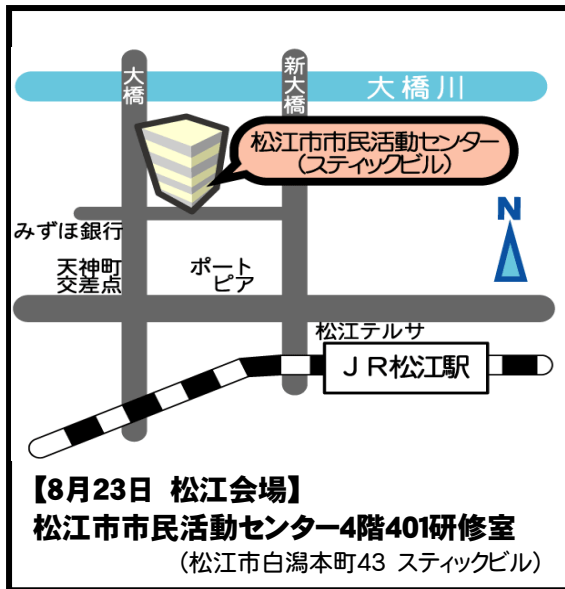 大橋
新大橋
大橋川
松江市市民活動センター
(スティックビル)
N
みずほ銀行
天神町
交差点
ポート
ピア
松江テルサ
JR松江駅
【8月23日 松江会場】
松江市市民活動センター4階401研修室
(松江市白潟本町43 スティックビル)